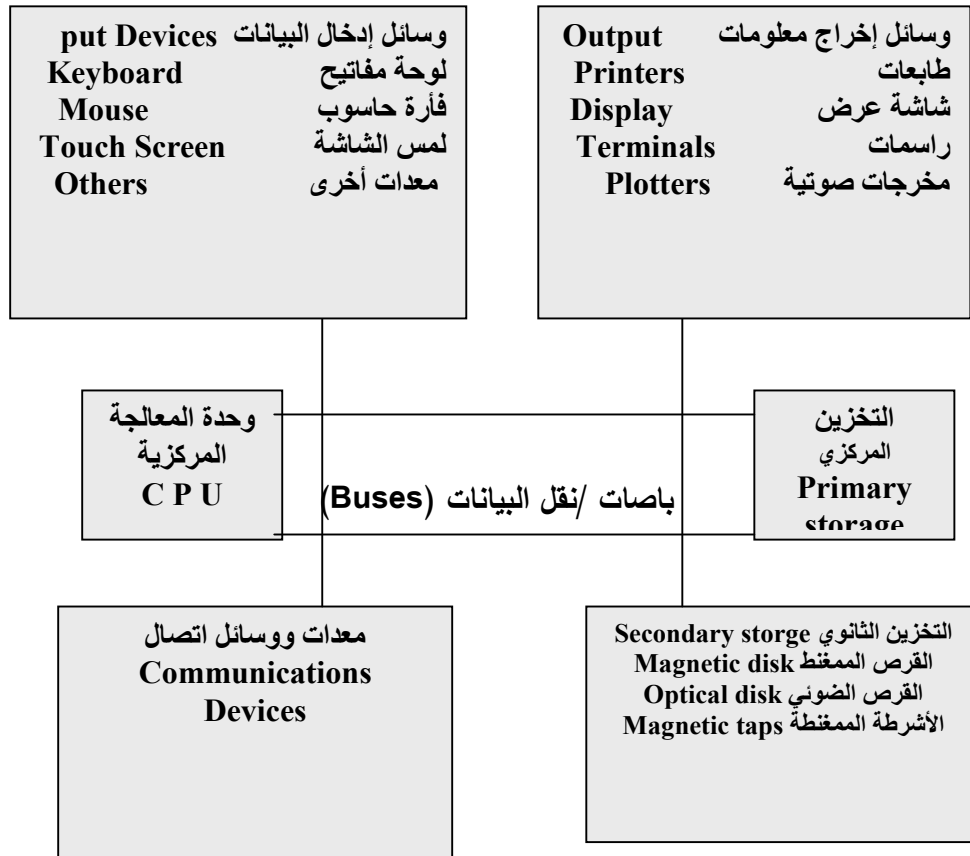 وسائل إدخال البيانات put Devices
لوحة مفاتيح Keyboard
فأرة حاسوب Mouse
لمس الشاشة Touch Screen
معدات أخرى Others
وسائل إخراج معلومات Output
طابعات Printers
شاشة عرض Display
راسمات Terminals
مخرجات صوتية Plotters
وحدة المعالجة
المركزية
C P U
التخزين
المركزي
Primary
storage
باصات /نقل البيانات (Buses)
معدات ووسائل اتصال
Communications
Devices
التخزين الثانوي Secondary storge
القرص الممغنط Magnetic disk
القرص الضوئي Optical disk
الأشرطة الممغنطة Magnetic taps